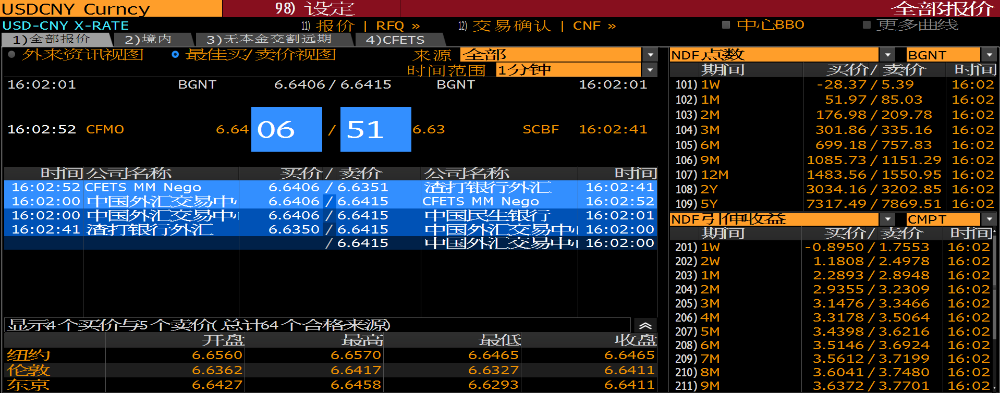 USDCNY Curncy 98) 设定 全部报价
USD-CNY X-RATE 11) 报价 | RFQ » 12) 交易确认 | CNF » 中心BBO 更多曲线
1)全部报价 2)境内 3)无本金交割远期 4)CFETS
外来资讯视图 最佳买/卖价视图 来源 全部
时间范围 1分钟
16:02:01 BGNT 6.6406 / 6.6415 BGNT 16:02:01
16:02:52 CFMO 6.64 06 / 51 6.63 SCBF 16:02:41
时间 公司名称 买价 / 卖价 公司名称 时间
16:02:52 CFETS MM Nego 6.6406 / 6.6351 渣打银行外汇 16:02:41
16:02:00 中国外汇交易中心 6.6406 / 6.6415 CFETS MM Nego 16:02:52
16:02:00 中国外汇交易中心 6.6406 / 6.6415 中国民生银行 16:02:01
16:02:41 渣打银行外汇 6.6350 / 6.6415 中国外汇交易中心 16:02:00
/ 6.6415 中国外汇交易中心 16:02:00
显示4个买价与5个卖价(总计64个合格来源)
开盘 最高 最低 收盘
纽约 6.6560 6.6570 6.6465 6.6465
伦敦 6.6362 6.6417 6.6327 6.6411
东京 6.6427 6.6458 6.6293 6.6411
NDF 点数 BGNT
期间 买价/卖价 时间
101) 1W -28.37 / 5.39 16:02
102) 1M 51.97 / 85.03 16:02
103) 2M 176.98 / 209.78 16:02
104) 3M 301.86 / 335.16 16:02
105) 6M 699.18 / 757.83 16:02
106) 9M 1085.73 / 1151.29 16:02
107) 12M 1483.56 / 1550.95 16:02
108) 2Y 3034.16 / 3202.85 16:02
109) 5Y 7317.49 / 7869.51 16:02
NDF引伸收益 CMPT
期间 买价/卖价 时间
201) 1W -0.8950 / 1.7553 16:02
202) 2W 1.1808 / 2.4978 16:02
203) 1M 2.2893 / 2.8948 16:02
204) 2M 2.9355 / 3.2309 16:02
205) 3M 3.1476 / 3.3466 16:02
206) 4M 3.3178 / 3.5064 16:02
207) 5M 3.4398 / 3.6216 16:02
208) 6M 3.5146 / 3.6924 16:02
209) 7M 3.5612 / 3.7199 16:02
210) 8M 3.6041 / 3.7480 16:02
211) 9M 3.6372 / 3.7701 16:02